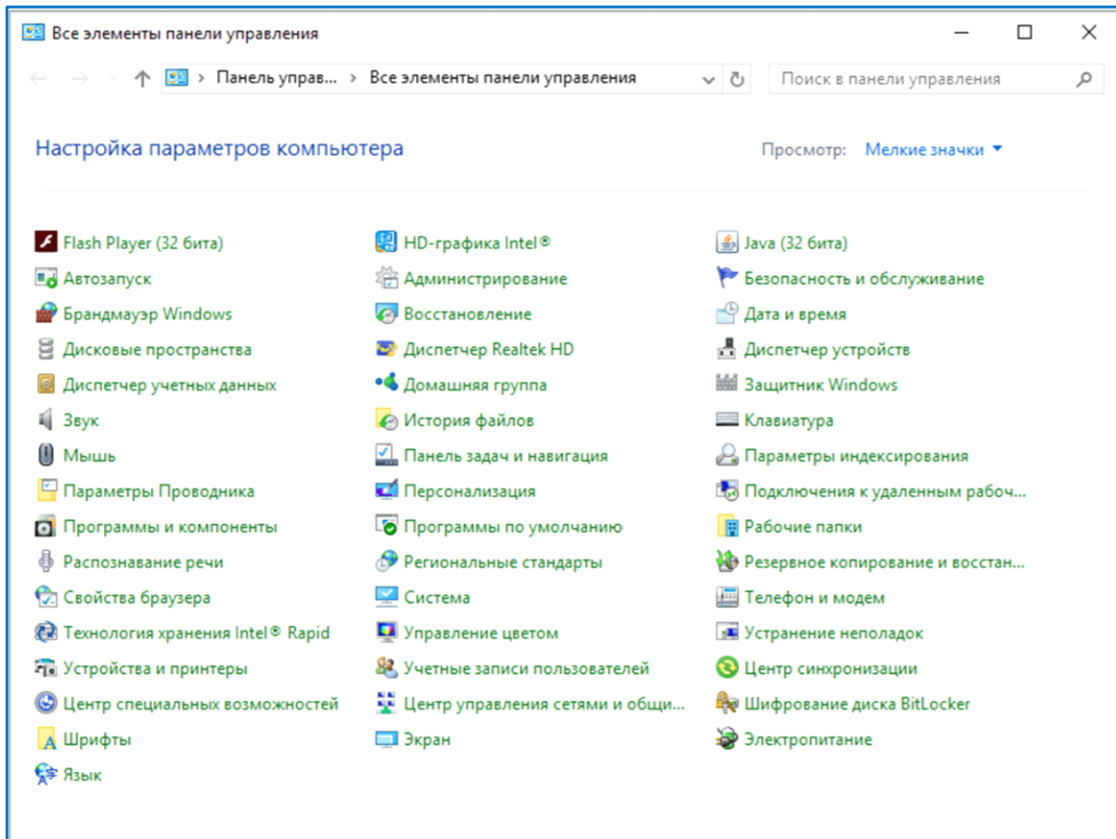 Все элементы панели управления
Панель управ... › Все элементы панели управления
Поиск в панели управления
Настройка параметров компьютера
Просмотр: Мелкие значки
Flash Player (32 бита) HD-графика Intel® Java (32 бита)
Автозапуск Администрирование Безопасность и обслуживание
Брандмауэр Windows Восстановление Дата и время
Дисковые пространства Диспетчер Realtek HD Диспетчер устройств
Диспетчер учетных данных Домашняя группа Защитник Windows
Звук История файлов Клавиатура
Мышь Панель задач и навигация Параметры индексирования
Параметры Проводника Персонализация Подключения к удаленным рабоч...
Программы и компоненты Программы по умолчанию Рабочие папки
Распознавание речи Региональные стандарты Резервное копирование и восстан...
Свойства браузера Система Телефон и модем
Технология хранения Intel® Rapid Управление цветом Устранение неполадок
Устройства и принтеры Учетные записи пользователей Центр синхронизации
Центр специальных возможностей Центр управления сетями и общи... Шифрование диска BitLocker
Шрифты Экран Электропитание
Язык